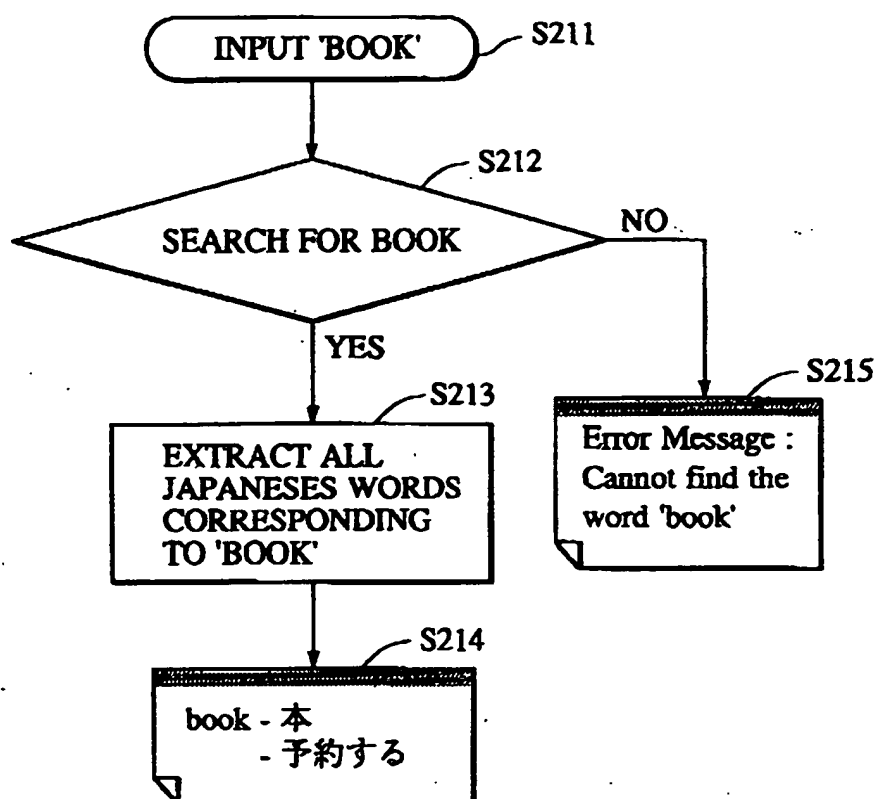 INPUT 'BOOK'
S211
S212
SEARCH FOR BOOK
NO
YES
S213
S215
EXTRACT ALL
JAPANESES WORDS
CORRESPONDING
TO 'BOOK'
Error Message :
Cannot find the
word 'book'
S214
book - 本
- 予約する